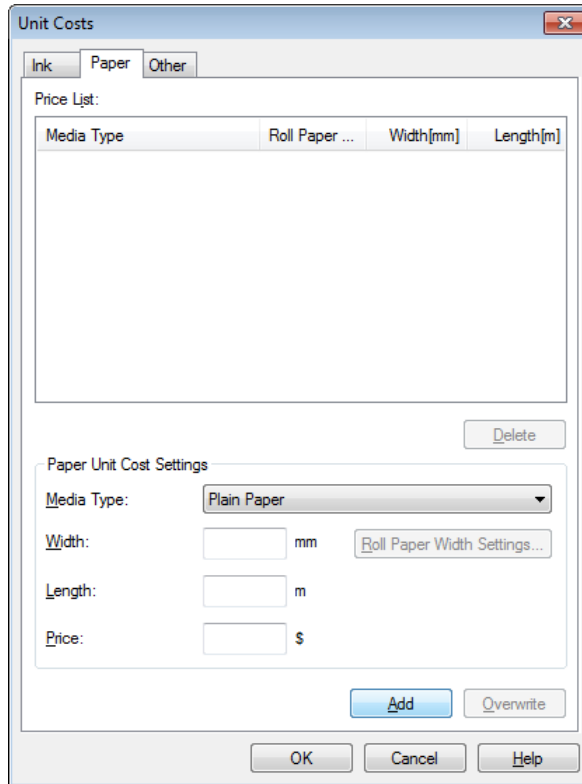 Unit Costs
Ink Paper Other
Price List:
Media Type Roll Paper ... Width[mm] Length[m]
Delete
Paper Unit Cost Settings
Media Type: Plain Paper
Width: mm Roll Paper Width Settings...
Length: m
Price: $
Add Overwrite
OK Cancel Help